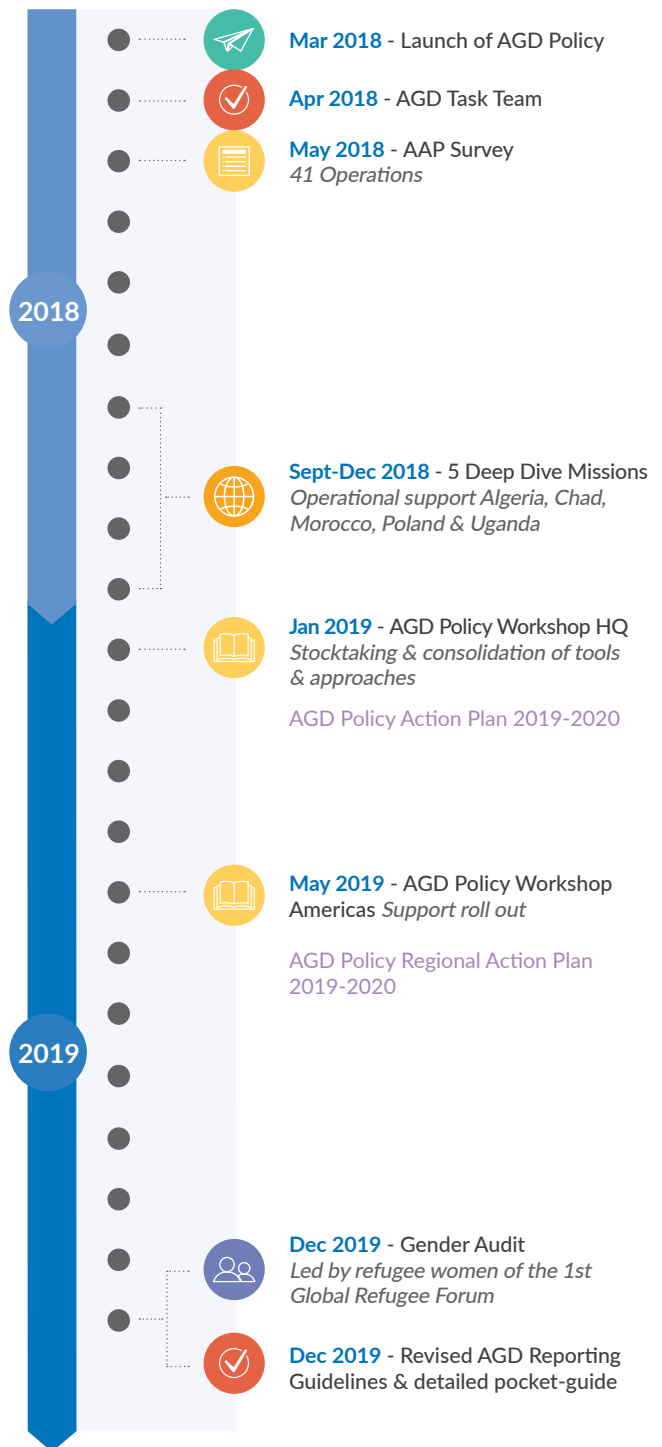 Mar 2018 - Launch of AGD Policy
Apr 2018 - AGD Task Team
May 2018 - AAP Survey
41 Operations
2018
Sept-Dec 2018 - 5 Deep Dive Missions
Operational support Algeria, Chad,
Morocco, Poland & Uganda
Jan 2019 - AGD Policy Workshop HQ
Stocktaking & consolidation of tools
& approaches
AGD Policy Action Plan 2019-2020
May 2019 - AGD Policy Workshop
Americas Support roll out
AGD Policy Regional Action Plan
2019-2020
2019
Dec 2019 - Gender Audit
Led by refugee women of the 1st
Global Refugee Forum
Dec 2019 - Revised AGD Reporting
Guidelines & detailed pocket-guide